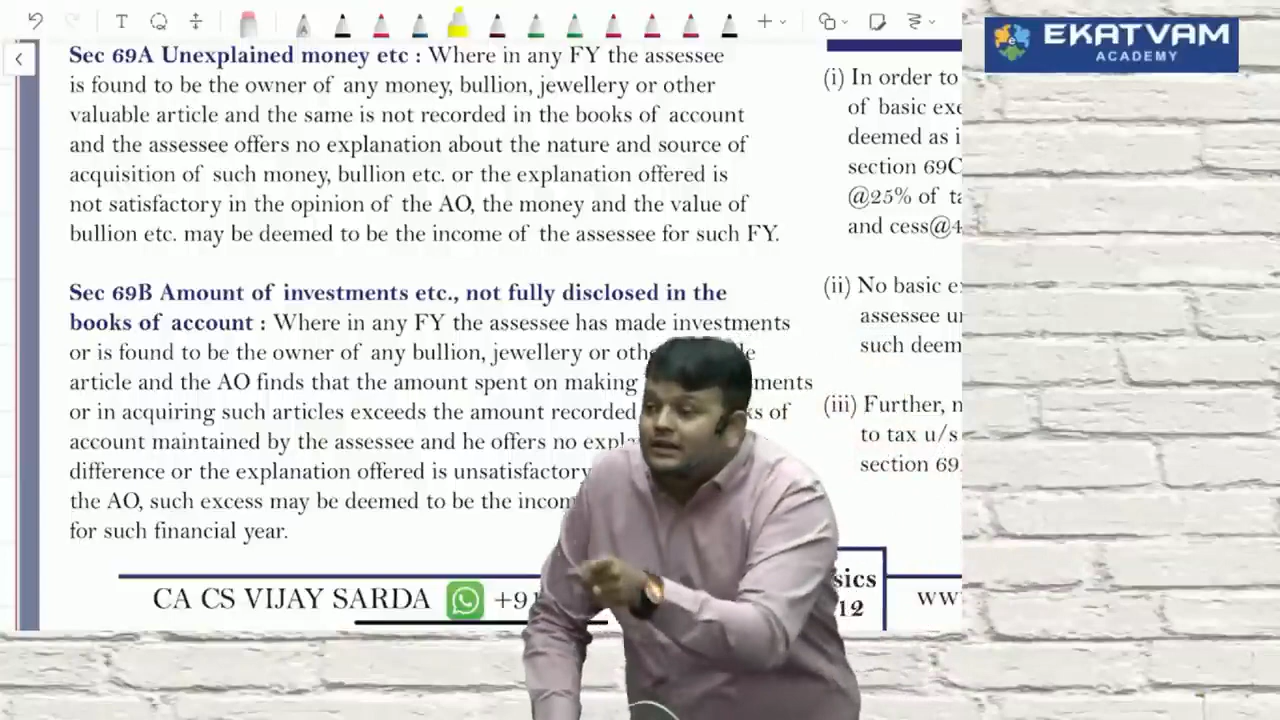 Sec 69A Unexplained money etc : Where in any FY the assessee
is found to be the owner of any money, bullion, jewellery or other
valuable article and the same is not recorded in the books of account
and the assessee offers no explanation about the nature and source of
acquisition of such money, bullion etc. or the explanation offered is
not satisfactory in the opinion of the AO, the money and the value of
bullion etc. may be deemed to be the income of the assessee for such FY.
Sec 69B Amount of investments etc., not fully disclosed in the
books of account : Where in any FY the assessee has made investments
or is found to be the owner of any bullion, jewellery or
article and the AO finds that the amount spent on making
or in acquiring such articles exceeds the amount recorded of
account maintained by the assessee and he offers no
difference or the explanation offered is unsatisfactory
the AO, such excess may be deemed to be the
for such financial year.
CA CS VIJAY SARDA +91
(i) In order to
of basic
deemed as
section 69C
@25% of
and cess@4
(ii) No basic
assessee
such
(iii) Further,
to tax u/s
section 69
12
EKATVAM
ACADEMY
T